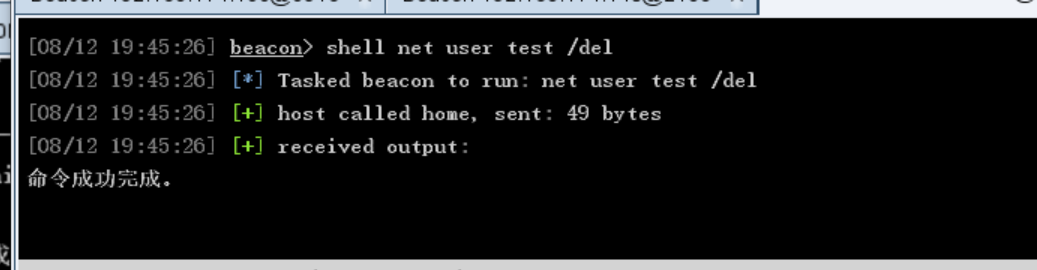 [08/12 19:45:26] beacon> shell net user test /del
[08/12 19:45:26] [*] Tasked beacon to run: net user test /del
[08/12 19:45:26] [+] host called home, sent: 49 bytes
[08/12 19:45:26] [+] received output:
命令成功完成。